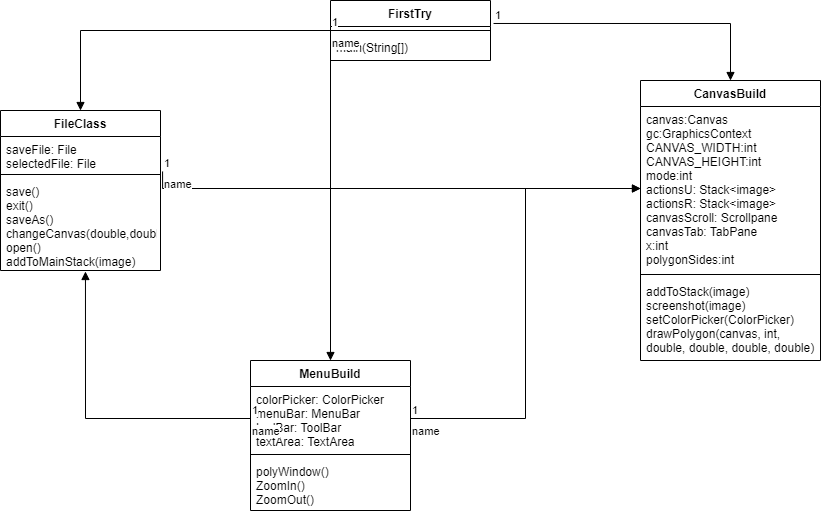 FirstTry
1
1
name
main(String[])
CanvasBuild
canvas:Canvas
gc:GraphicsContext
CANVAS_WIDTH:int
CANVAS_HEIGHT:int
mode:int
actionsU: Stack<image>
actionsR: Stack<image>
canvasScroll: Scrollpane
canvasTab: TabPane
x:int
polygonSides:int
addToStack(image)
screenshot(image)
setColorPicker(ColorPicker)
drawPolygon(canvas, int,
double, double, double, double)
FileClass
saveFile: File
selectedFile: File
1
name
save()
exit()
saveAs()
changeCanvas(double,doub
open()
addToMainStack(image)
MenuBuild
colorPicker: ColorPicker
1
menuBar: MenuBar
1
name
toolBar: ToolBar
name
textArea: TextArea
polyWindow()
ZoomIn()
ZoomOut()